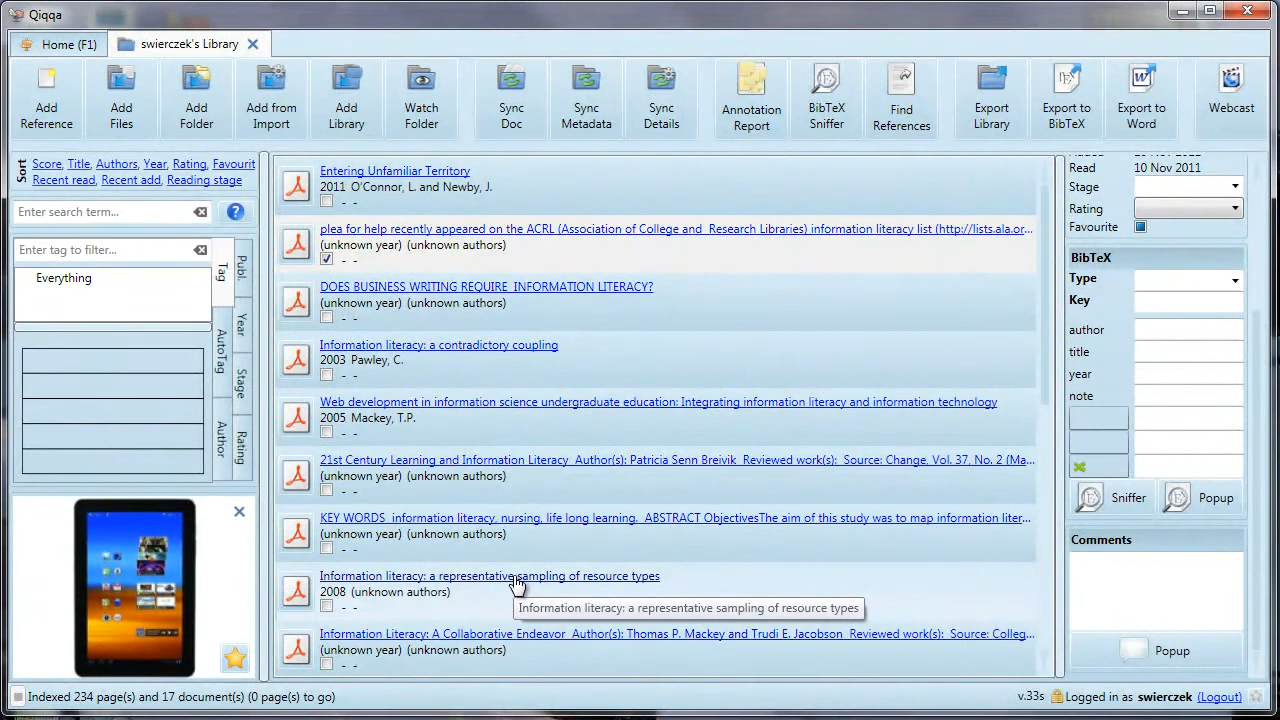 Qiqqa
Home (F1)
swierczek's Library
Add Reference
Add Files
Add Folder
Add from Import
Add Library
Watch Folder
Sync Doc
Sync Metadata
Sync Details
Annotation Report
BibTeX Sniffer
Find References
Export Library
Export to BibTeX
Export to Word
Webcast
Sort
Score, Title, Authors, Year, Rating, Favourit
Recent read, Recent add, Reading stage
Enter search term...
Enter tag to filter...
Everything
Tag
AutoTag
Author
Publ.
Year
Stage
Rating
Entering Unfamiliar Territory
2011 O'Connor, L. and Newby, J.
- -
plea for help recently appeared on the ACRL (Association of College and Research Libraries) information literacy list (http://lists.ala.or...
(unknown year) (unknown authors)
- -
DOES BUSINESS WRITING REQUIRE INFORMATION LITERACY?
(unknown year) (unknown authors)
- -
Information literacy: a contradictory coupling
2003 Pawley, C.
- -
Web development in information science undergraduate education: Integrating information literacy and information technology
2005 Mackey, T.P.
- -
21st Century Learning and Information Literacy Author(s): Patricia Senn Breivik Reviewed work(s): Source: Change, Vol. 37, No. 2 (Ma...
(unknown year) (unknown authors)
- -
KEY WORDS information literacy, nursing, life long learning. ABSTRACT ObjectivesThe aim of this study was to map information liter...
(unknown year) (unknown authors)
- -
Information literacy: a representative sampling of resource types
2008 (unknown authors)
- -
Information literacy: a representative sampling of resource types
Information Literacy: A Collaborative Endeavor Author(s): Thomas P. Mackey and Trudi E. Jacobson Reviewed work(s): Source: Colleg...
(unknown year) (unknown authors)
- -
Read 10 Nov 2011
Stage
Rating
Favourite
BibTeX
Type
Key
author
title
year
note
Sniffer
Popup
Comments
Popup
Indexed 234 page(s) and 17 document(s) (0 page(s) to go)
v.33s
Logged in as swierczek (Logout)